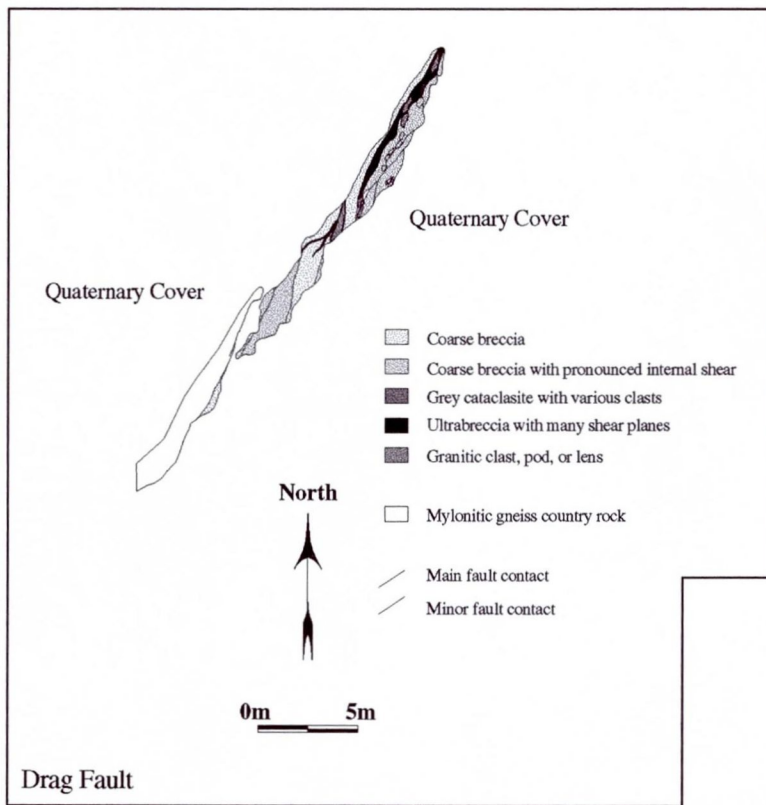 Quaternary Cover
Quaternary Cover
Coarse breccia
Coarse breccia with pronounced internal shear
Grey cataclasite with various clasts
Ultrabreccia with many shear planes
Granitic clast, pod, or lens
Mylonitic gneiss country rock
Main fault contact
Minor fault contact
North
0m 5m
Drag Fault